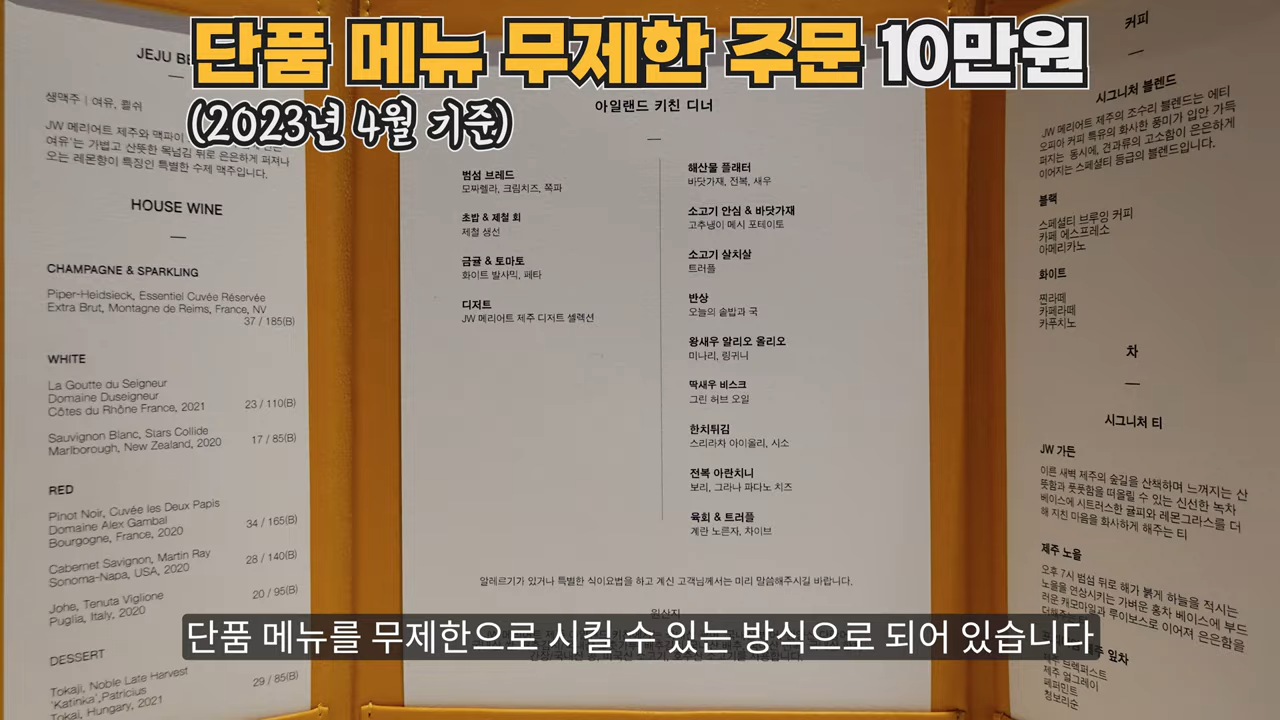 단품 메뉴 무제한 주문 10만원
(2023년 4월 기준)
JEJU
생맥주 | 여유, 퀼쉬
JW 메리어트 제주와 맥파이
여유'는 가볍고 산뜻한 목넘김 뒤로 은은하게 퍼져나
오는 레몬향이 특징인 특별한 수제 맥주입니다.
HOUSE WINE
CHAMPAGNE & SPARKLING
Piper-Heidsieck, Essentiel Cuvée Réservée
Extra Brut, Montagne de Reims, France, NV
37 / 185(B)
WHITE
La Goutte du Seigneur
Domaine Duseigneur
Côtes du Rhône France, 2021 23 / 110(B)
Sauvignon Blanc, Stars Collide
Marlborough, New Zealand, 2020 17 / 85(B)
RED
Pinot Noir, Cuvée les Deux Papis
Domaine Alex Gambal
Bourgogne, France, 2020 34 / 165(B)
Cabernet Savignon, Martin Ray
Sonoma-Napa, USA, 2020 28 / 140(B)
Johe, Tenuta Viglione
Puglia, Italy, 2020 20 / 95(B)
DESSERT
Tokaji, Noble Late Harvest
'Katinka',Patricius
Tokaj, Hungary, 2021 29 / 85(B)
아일랜드 키친 디너
범섬 브레드
모짜렐라, 크림치즈, 쪽파
초밥 & 제철 회
제철 생선
금귤 & 토마토
화이트 발사믹, 페타
디저트
JW 메리어트 제주 디저트 셀렉션
해산물 플래터
바닷가재, 전복, 새우
소고기 안심 & 바닷가재
고추냉이 메시 포테이토
소고기 살치살
트러플
반상
오늘의 솥밥과 국
왕새우 알리오 올리오
미나리, 링귀니
딱새우 비스크
그린 허브 오일
한치튀김
스리라차 아이올리, 시소
전복 아란치니
보리, 그라나 파다노 치즈
육회 & 트러플
계란 노른자, 차이브
알레르기가 있거나 특별한 식이요법을 하고 계신 고객님께서는 미리 말씀해주시길 바랍니다.
원산지
커피
시그니처 블렌드
JW 메리어트 제주의 조수리 블렌드는 에티
오피아 커피 특유의 화사한 풍미가 입안 가득
퍼지는 동시에, 견과류의 고소함이 은은하게
이어지는 스페셜티 등급의 블렌드입니다.
블랙
스페셜티 브루잉 커피
카페 에스프레소
아메리카노
화이트
찐라떼
카페라떼
카푸치노
차
시그니처 티
JW 가든
이른 새벽 제주의 숲길을 산책하며 느껴지는 산
뜻함과 풋풋함을 떠올릴 수 있는 신선한 녹차
베이스에 시트러스한 귤피와 레몬그라스를 더
해 지친 마음을 화사하게 해주는 티
제주 노을
오후 7시 범섬 뒤로 해가 붉게 하늘을 적시는
노을을 연상시키는 가벼운 홍차 베이스에 부드
러운 캐모마일과 루이보스로 이어져 은은함을
잎차
제주 얼그레이
페퍼민트
청보리순
단품 메뉴를 무제한으로 시킬 수 있는 방식으로 되어 있습니다